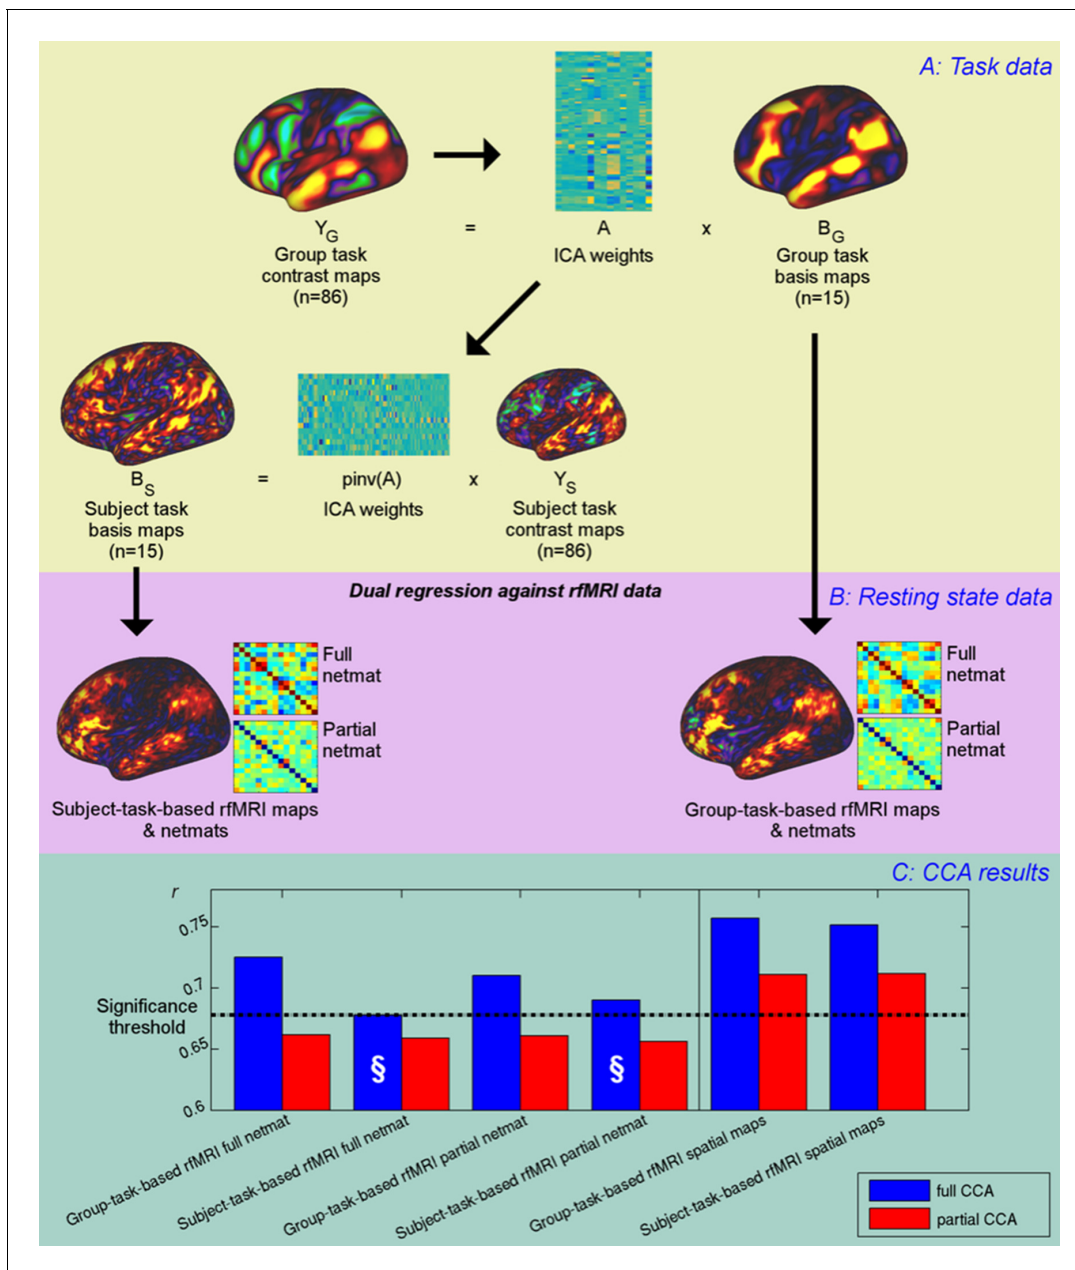 A: Task data
Y_G = A x B_G
Group task
contrast maps
(n=86)
ICA weights
Group task
basis maps
(n=15)
B_S = pinv(A) x Y_S
Subject task
basis maps
(n=15)
ICA weights
Subject task
contrast maps
(n=86)
Dual regression against rfMRI data
B: Resting state data
Full
netmat
Partial
netmat
Subject-task-based rfMRI maps
& netmats
Full
netmat
Partial
netmat
Group-task-based rfMRI maps
& netmats
C: CCA results
r
0.75
0.7
Significance
threshold
0.65
0.6
§
§
Group-task-based rfMRI full netmat
Subject-task-based rfMRI full netmat
Group-task-based rfMRI partial netmat
Subject-task-based rfMRI partial netmat
Group-task-based rfMRI spatial maps
Subject-task-based rfMRI spatial maps
full CCA
partial CCA